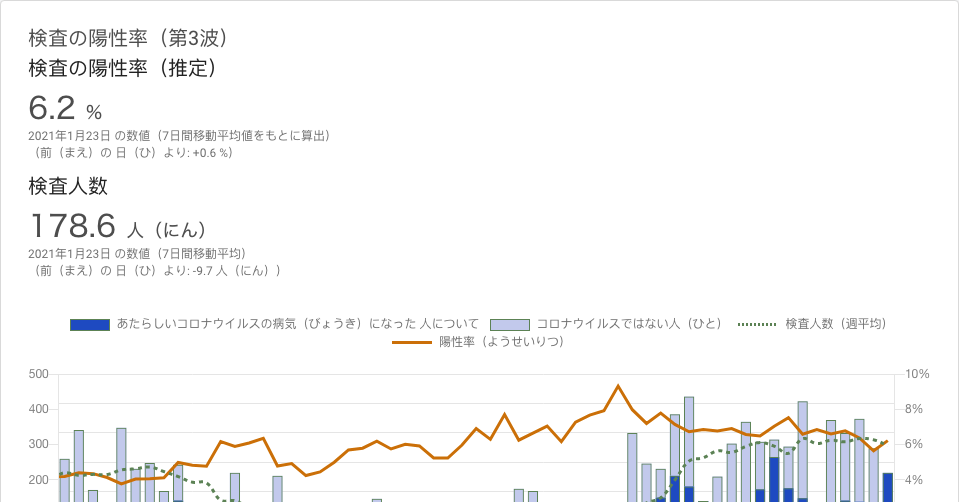 検査の陽性率（第3波）
検査の陽性率（推定）
6.2 %
2021年1月23日 の数値（7日間移動平均値をもとに算出）
（前（まえ）の 日（ひ）より: +0.6 %）
検査人数
178.6 人（にん）
2021年1月23日 の数値（7日間移動平均）
（前（まえ）の 日（ひ）より: -9.7 人（にん））
あたらしいコロナウイルスの病気（びょうき）になった 人について コロナウイルスではない人（ひと） 検査人数（週平均）
陽性率（ようせいりつ）
500 10%
400 8%
300 6%
200 4%